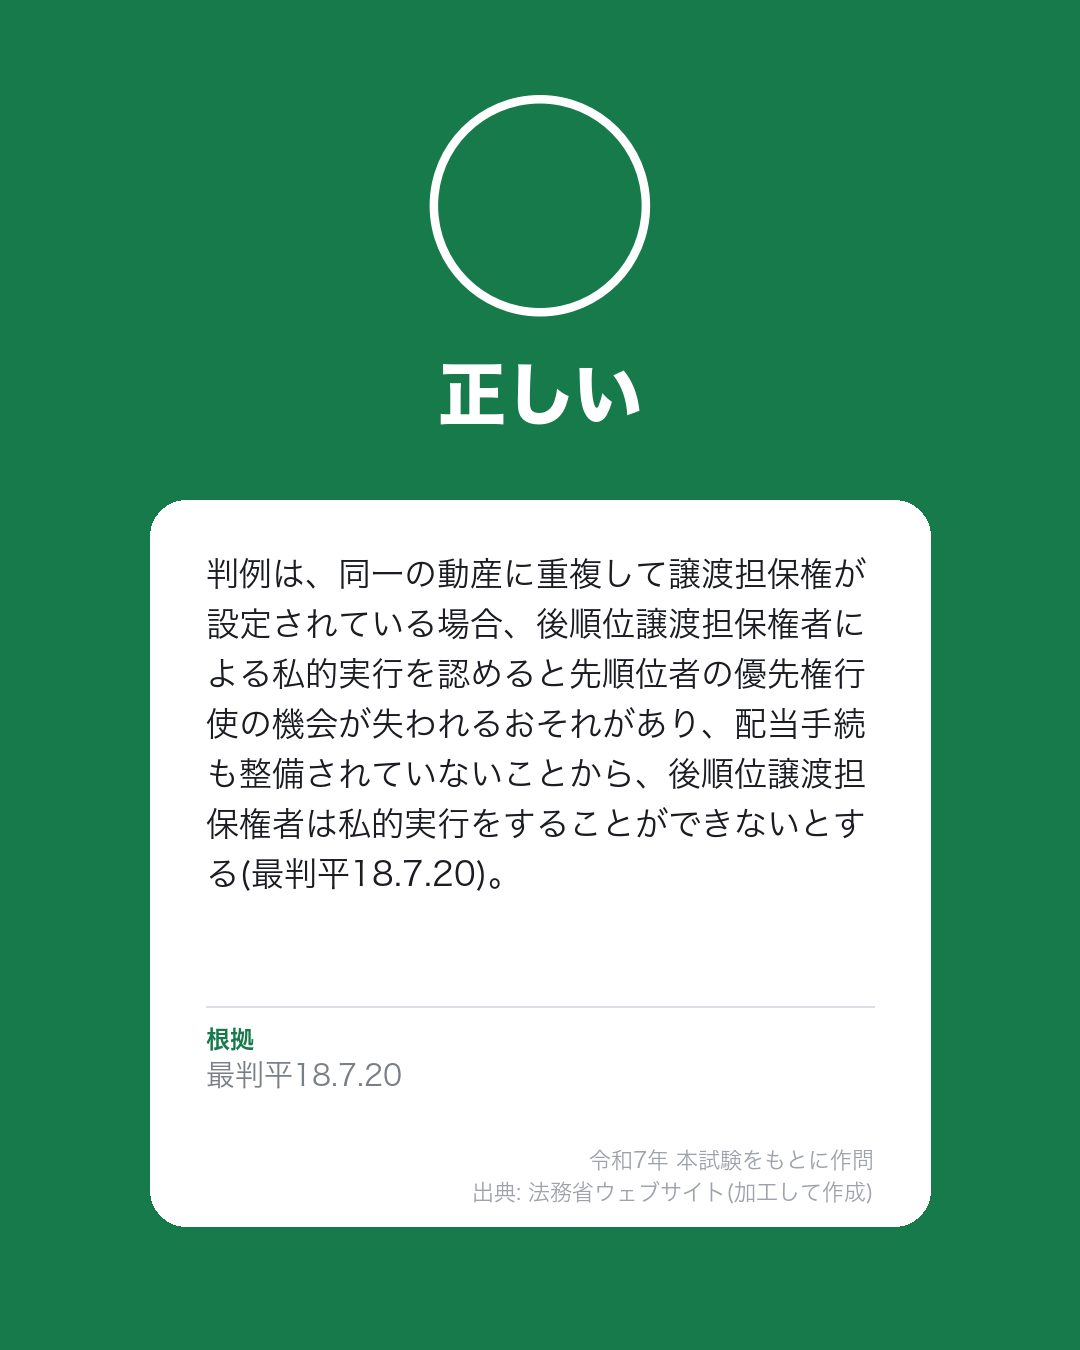 正しい
判例は、同一の動産に重複して譲渡担保権が
設定されている場合、後順位譲渡担保権者に
よる私的実行を認めると先順位者の優先権行
使の機会が失われるおそれがあり、配当手続
も整備されていないことから、後順位譲渡担
保権者は私的実行をすることができないとす
る(最判平18.7.20)。
根拠
最判平18.7.20
令和7年 本試験をもとに作問
出典: 法務省ウェブサイト(加工して作成)